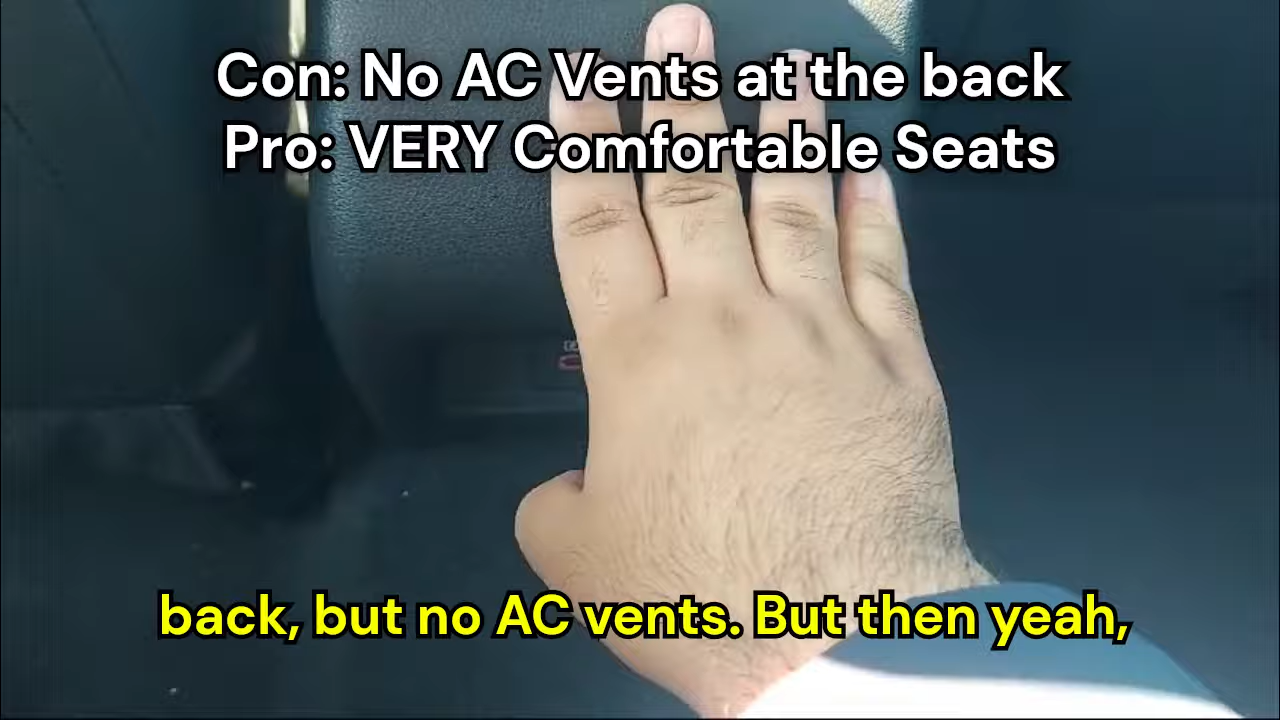 Con: No AC Vents at the back
Pro: VERY Comfortable Seats
back, but no AC vents. But then yeah,